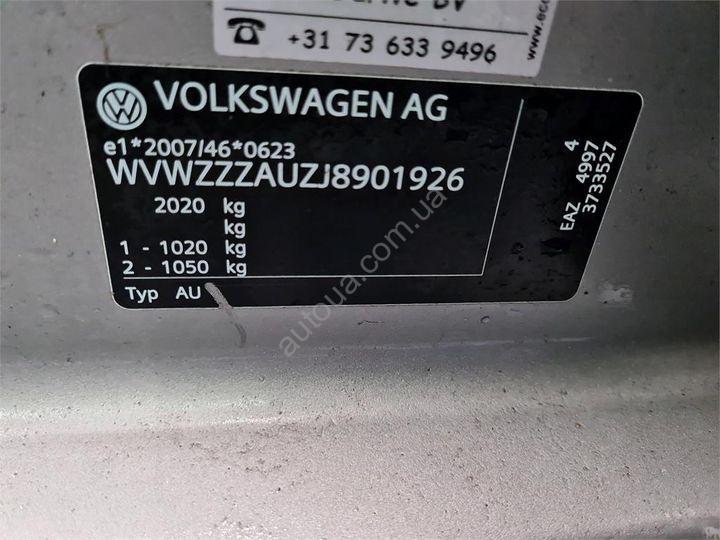 BV
☎ +31 73 633 9496
VOLKSWAGEN AG
e1*2007/46*0623
WVWZZZAUZJ8901926
2020 kg
kg
1 - 1020 kg
2 - 1050 kg
Typ AU
EAZ 4997 4
3733527
autoua.com.ua